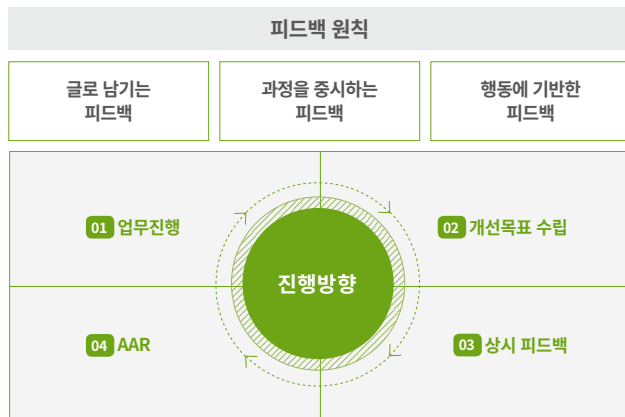 피드백 원칙
글로 남기는
피드백
과정을 중시하는
피드백
행동에 기반한
피드백
01 업무진행
02 개선목표 수립
진행방향
04 AAR
03 상시 피드백